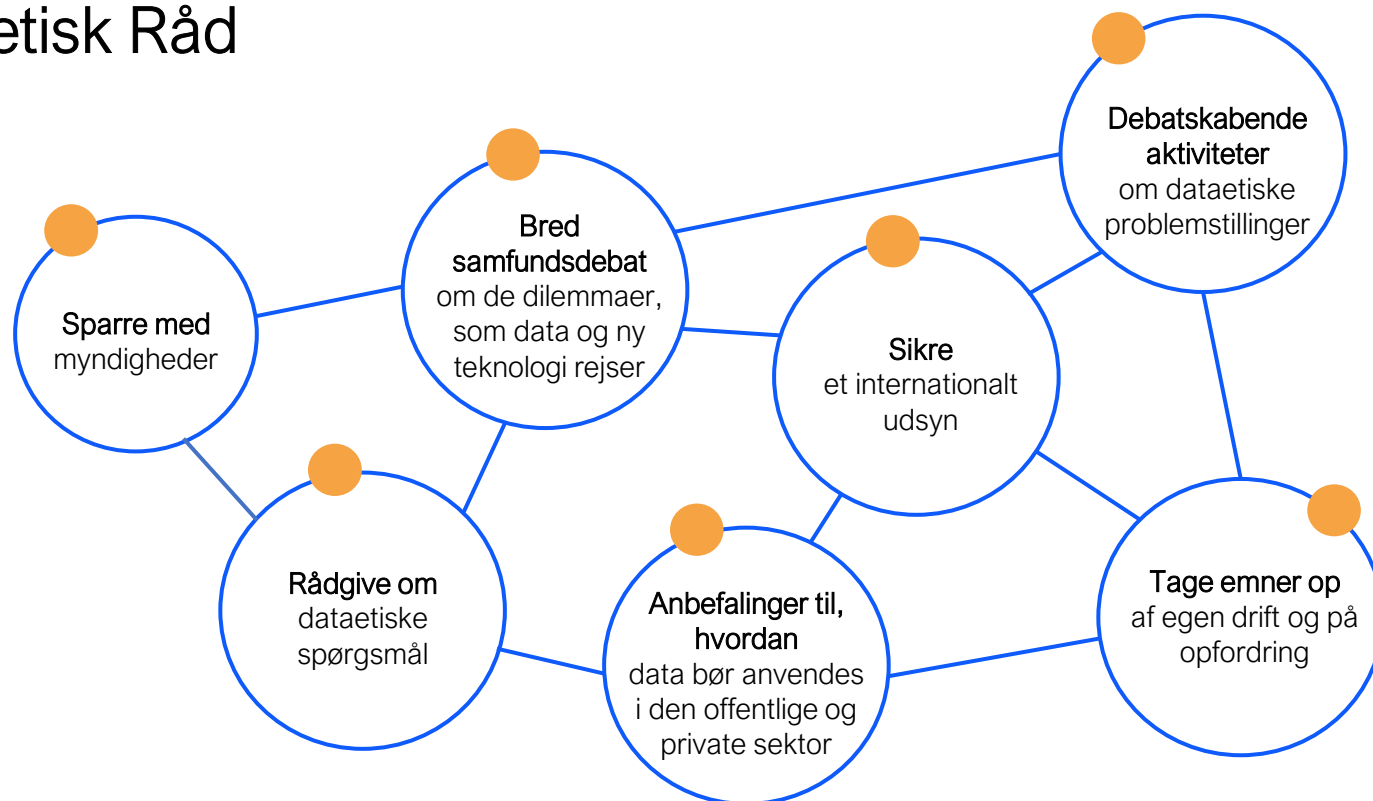 etisk Råd
Debatskabende
aktiviteter
om dataetiske
problemstillinger
Bred
samfundsdebat
om de dilemmaer,
som data og ny
teknologi rejser
Sparre med
myndigheder
Sikre
et internationalt
udsyn
Rådgive om
dataetiske
spørgsmål
Anbefalinger til,
hvordan
data bør anvendes
i den offentlige og
private sektor
Tage emner op
af egen drift og på
opfordring